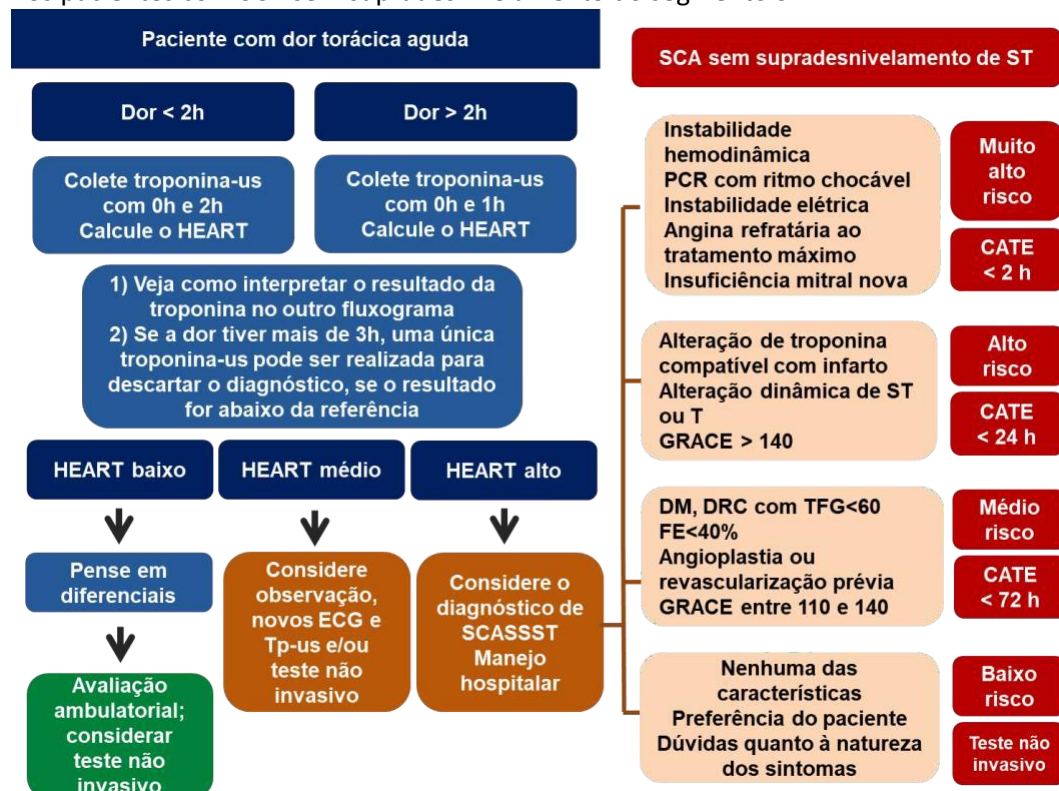 Paciente com dor torácica aguda
Dor < 2h
Dor > 2h
Colete troponina-us
com 0h e 2h
Calcule o HEART
Colete troponina-us
com 0h e 1h
Calcule o HEART
1) Veja como interpretar o resultado da
troponina no outro fluxograma
2) Se a dor tiver mais de 3h, uma única
troponina-us pode ser realizada para
descartar o diagnóstico, se o resultado
for abaixo da referência
HEART baixo
HEART médio
HEART alto
Pense em
diferenciais
Avaliação
ambulatorial;
considerar
teste não
invasivo
Considere
observação,
novos ECG e
Tp-us e/ou
teste não
invasivo
Considere o
diagnóstico de
SCASSST
Manejo
hospitalar
SCA sem supradesnivelamento de ST
Instabilidade
hemodinâmica
PCR com ritmo chocável
Instabilidade elétrica
Angina refratária ao
tratamento máximo
Insuficiência mitral nova
Muito
alto
risco
CATE
< 2 h
Alteração de troponina
compatível com infarto
Alteração dinâmica de ST
ou T
GRACE > 140
Alto
risco
CATE
< 24 h
DM, DRC com TFG<60
FE<40%
Angioplastia ou
revascularização prévia
GRACE entre 110 e 140
Médio
risco
CATE
< 72 h
Nenhuma das
características
Preferência do paciente
Dúvidas quanto à natureza
dos sintomas
Baixo
risco
Teste não
invasivo